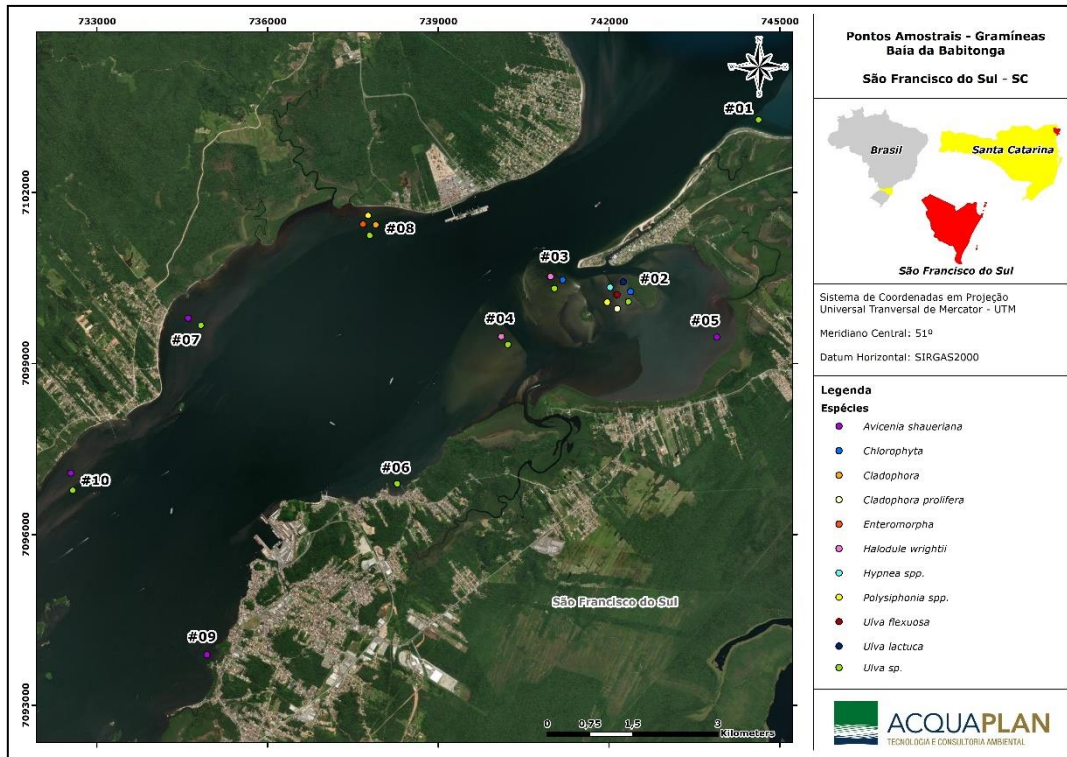 733000 736000 739000 742000 745000
7102000
7099000
7096000
7093000
#01
#08
#03
#02
#04
#05
#07
#06
#10
São Francisco do Sul
#09
0 0,75 1,5 3
Kilometers
N
Pontos Amostrais - Gramíneas
Baía da Babitonga
São Francisco do Sul - SC
Brasil
Santa Catarina
São Francisco do Sul
Sistema de Coordenadas em Projeção
Universal Tranversal de Mercator - UTM
Meridiano Central: 51º
Datum Horizontal: SIRGAS2000
Legenda
Espécies
Avicenia shaueriana
Chlorophyta
Cladophora
Cladophora prolifera
Enteromorpha
Halodule wrightii
Hypnea spp.
Polysiphonia spp.
Ulva flexuosa
Ulva lactuca
Ulva sp.
ACQUAPLAN
TECNOLOGIA E CONSULTORIA AMBIENTAL